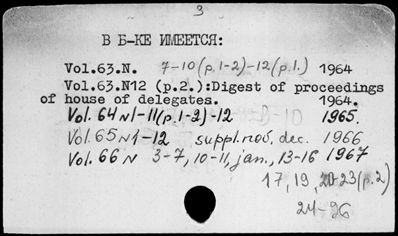 3
В Б-КЕ ИМЕЕТСЯ:
Vol.63.N. 7-10(p.1-2)-12(p.1.) 1964
Vol.63.N12 (p.2.):Digest of proceedings
of house of delegates. 1964.
Vol. 64 N1-11(p.1-2)-12 1965.
Vol. 65 N1-12 suppl. nov, dec. 1966
Vol. 66 N 3-7, 10-11, jan., 13-16 1967
17, 19, 20-23(p.2)
24-26